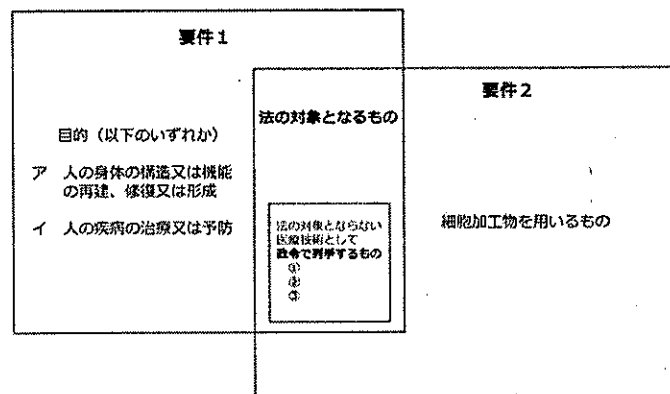 要件1
要件2
法の対象となるもの
目的（以下のいずれか）
ア 人の身体の構造又は機能
の再建、修復又は形成
イ 人の疾病の治療又は予防
法の対象とならない
医療技術として
政令で列挙するもの
①
②
③
細胞加工物を用いるもの